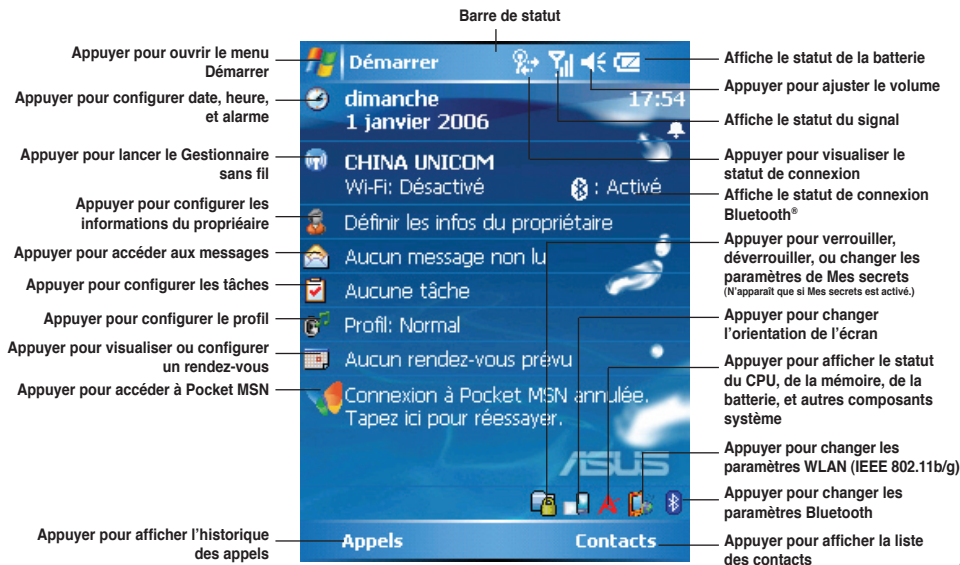 Barre de statut
Appuyer pour ouvrir le menu
Démarrer
Appuyer pour configurer date, heure,
et alarme
Appuyer pour lancer le Gestionnaire
sans fil
Appuyer pour configurer les
informations du propriéaire
Appuyer pour accéder aux messages
Appuyer pour configurer les tâches
Appuyer pour configurer le profil
Appuyer pour visualiser ou configurer
un rendez-vous
Appuyer pour accéder à Pocket MSN
Appuyer pour afficher l'historique
des appels
Démarrer
dimanche 17:54
1 janvier 2006
CHINA UNICOM
Wi-Fi: Désactivé : Activé
Définir les infos du propriétaire
Aucun message non lu
Aucune tâche
Profil: Normal
Aucun rendez-vous prévu
Connexion à Pocket MSN annulée.
Tapez ici pour réessayer.
ASUS
Appels Contacts
Affiche le statut de la batterie
Appuyer pour ajuster le volume
Affiche le statut du signal
Appuyer pour visualiser le
statut de connexion
Affiche le statut de connexion
Bluetooth®
Appuyer pour verrouiller,
déverrouiller, ou changer les
paramètres de Mes secrets
(N'apparaît que si Mes secrets est activé.)
Appuyer pour changer
l'orientation de l'écran
Appuyer pour afficher le statut
du CPU, de la mémoire, de la
batterie, et autres composants
système
Appuyer pour changer les
paramètres WLAN (IEEE 802.11b/g)
Appuyer pour changer les
paramètres Bluetooth
Appuyer pour afficher la liste
des contacts